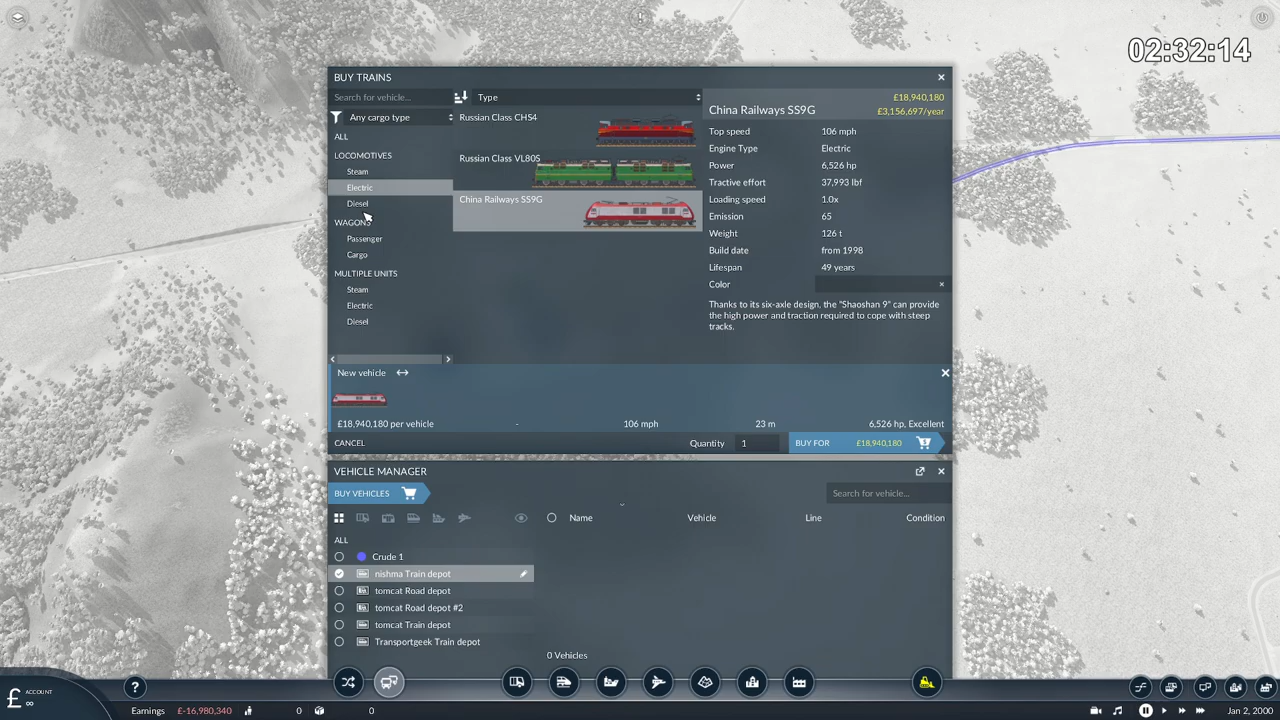 02:32:14
BUY TRAINS
Search for vehicle...
Type
Any cargo type
ALL
LOCOMOTIVES
Steam
Electric
Diesel
WAGONS
Passenger
Cargo
MULTIPLE UNITS
Steam
Electric
Diesel
Russian Class CHS4
Russian Class VL80S
China Railways SS9G
China Railways SS9G
£18,940,180
£3,156,697/year
Top speed 106 mph
Engine Type Electric
Power 6,526 hp
Tractive effort 37,993 lbf
Loading speed 1.0x
Emission 65
Weight 126 t
Build date from 1998
Lifespan 49 years
Color
Thanks to its six-axle design, the "Shaoshan 9" can provide
the high power and traction required to cope with steep
tracks.
New vehicle
£18,940,180 per vehicle - 106 mph 23 m 6,526 hp, Excellent
CANCEL Quantity 1 BUY FOR £18,940,180
VEHICLE MANAGER
BUY VEHICLES Search for vehicle...
Name Vehicle Line Condition
ALL
Crude 1
nishma Train depot
tomcat Road depot
tomcat Road depot #2
tomcat Train depot
Transportgeek Train depot
0 Vehicles
£ ACCOUNT
∞
?
Earnings £-16,980,340 0 0 Jan 2, 2000